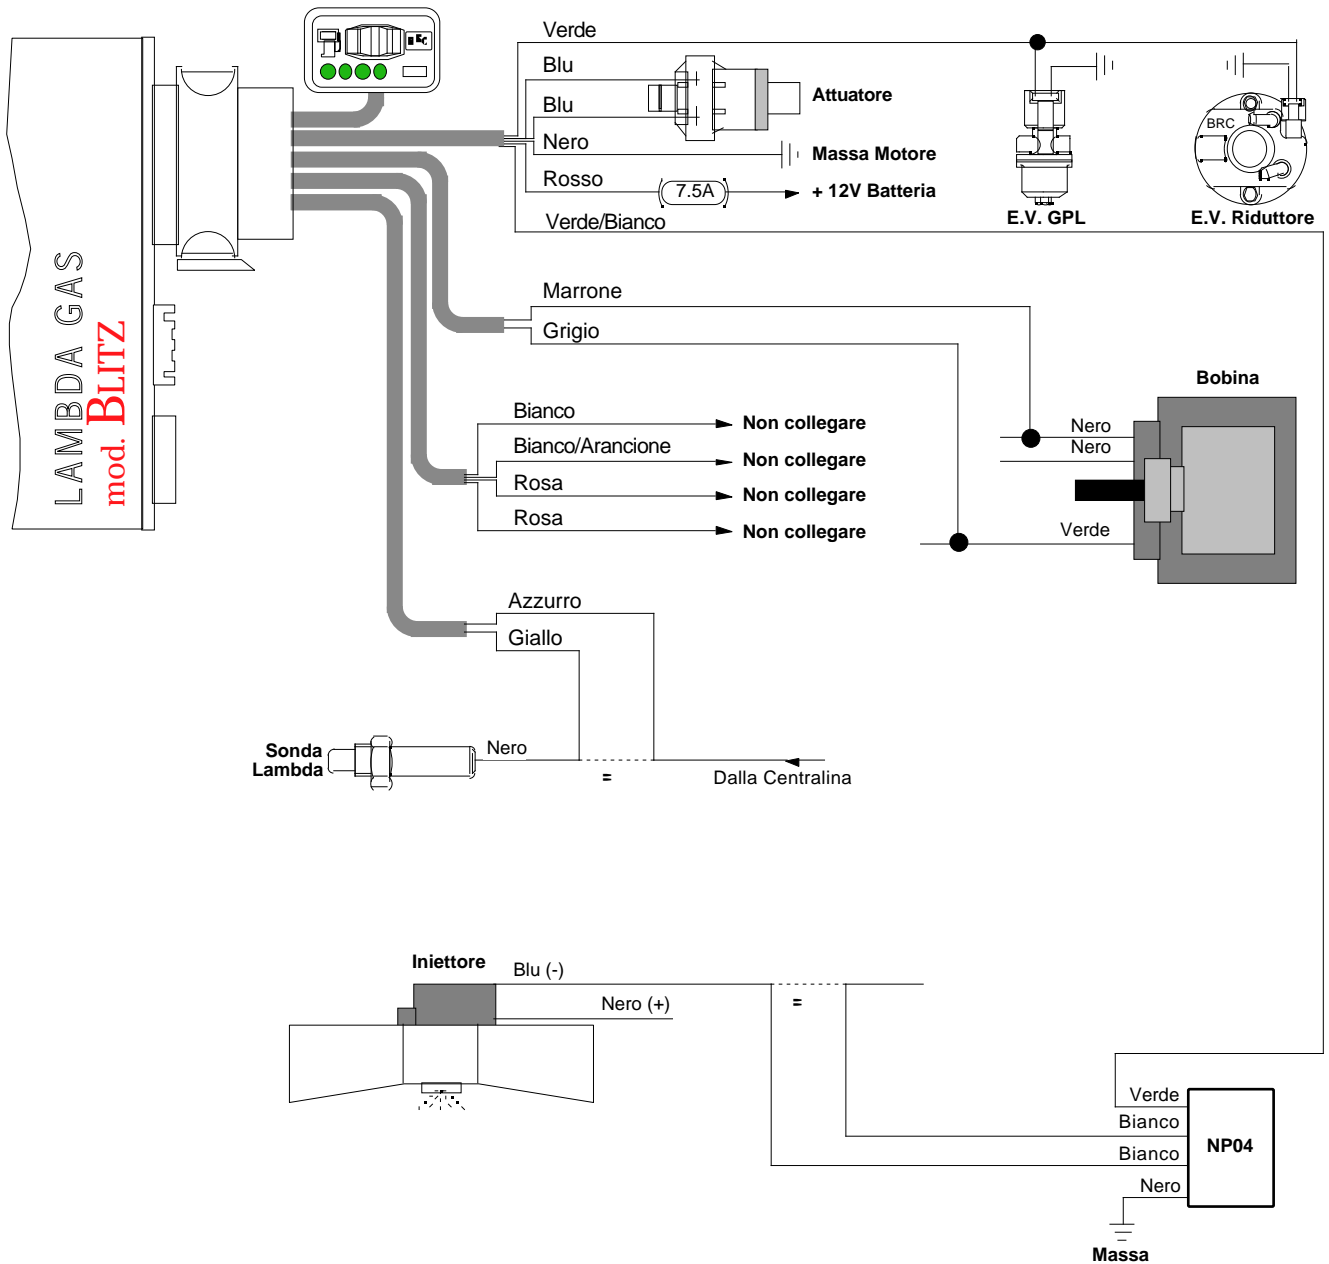 Verde
Blu
Attuatore
Blu
Nero
Massa Motore
Rosso
7.5A
+ 12V Batteria
Verde/Bianco
BRC
E.V. GPL
E.V. Riduttore
LAMBDA GAS
mod. BLITZ
Marrone
Grigio
Bobina
Bianco
Non collegare
Bianco/Arancione
Non collegare
Rosa
Non collegare
Rosa
Non collegare
Nero
Nero
Verde
Azzurro
Giallo
Sonda
Lambda
Nero
=
Dalla Centralina
Iniettore
Blu (-)
Nero (+)
=
Verde
Bianco
Bianco
Nero
NP04
Massa